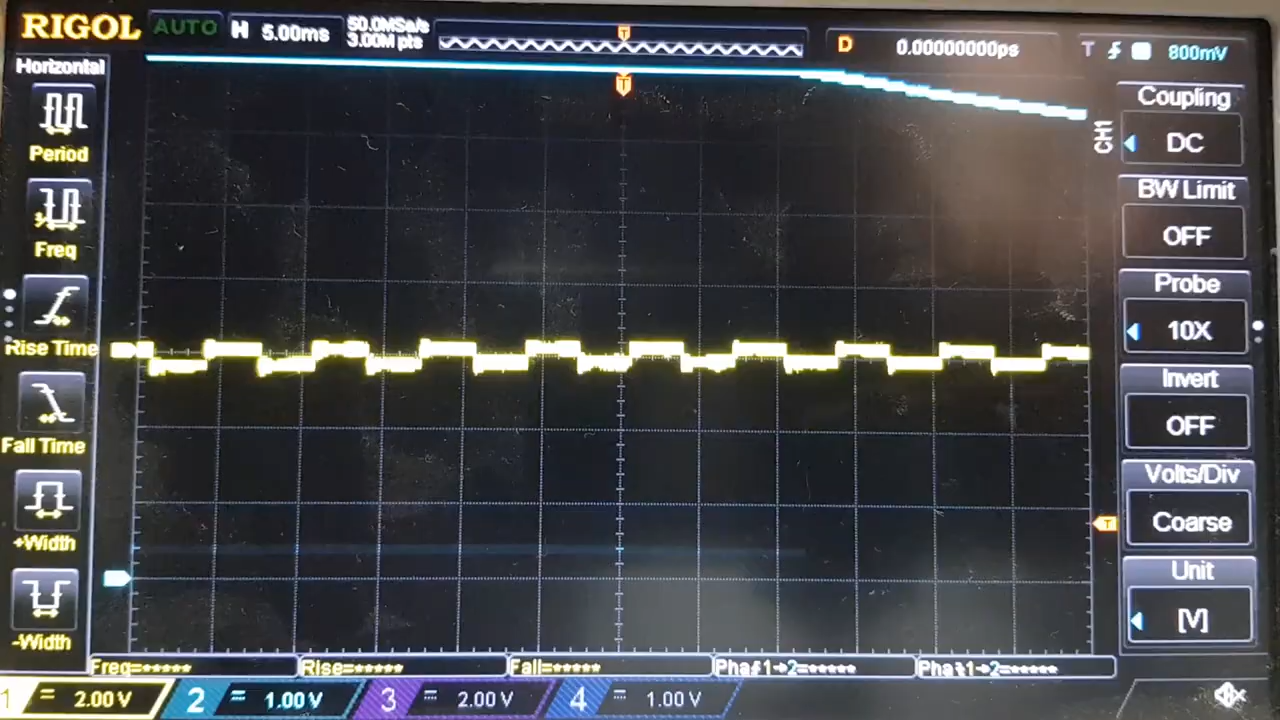 RIGOL AUTO H 5.00ms 50.0MSa/s 3.00M pts D 0.00000000ps T 800mV
Horizontal
Period
Freq
Rise Time
Fall Time
+Width
-Width
T
T
T
CH1
Coupling
DC
BW Limit
OFF
Probe
10X
Invert
OFF
Volts/Div
Coarse
Unit
[V]
Freq=***** Rise=***** Fall=***** Phaƒ1→2=*****
1 = 2.00 V 2 = 1.00 V 3 = 2.00 V 4 = 1.00 V